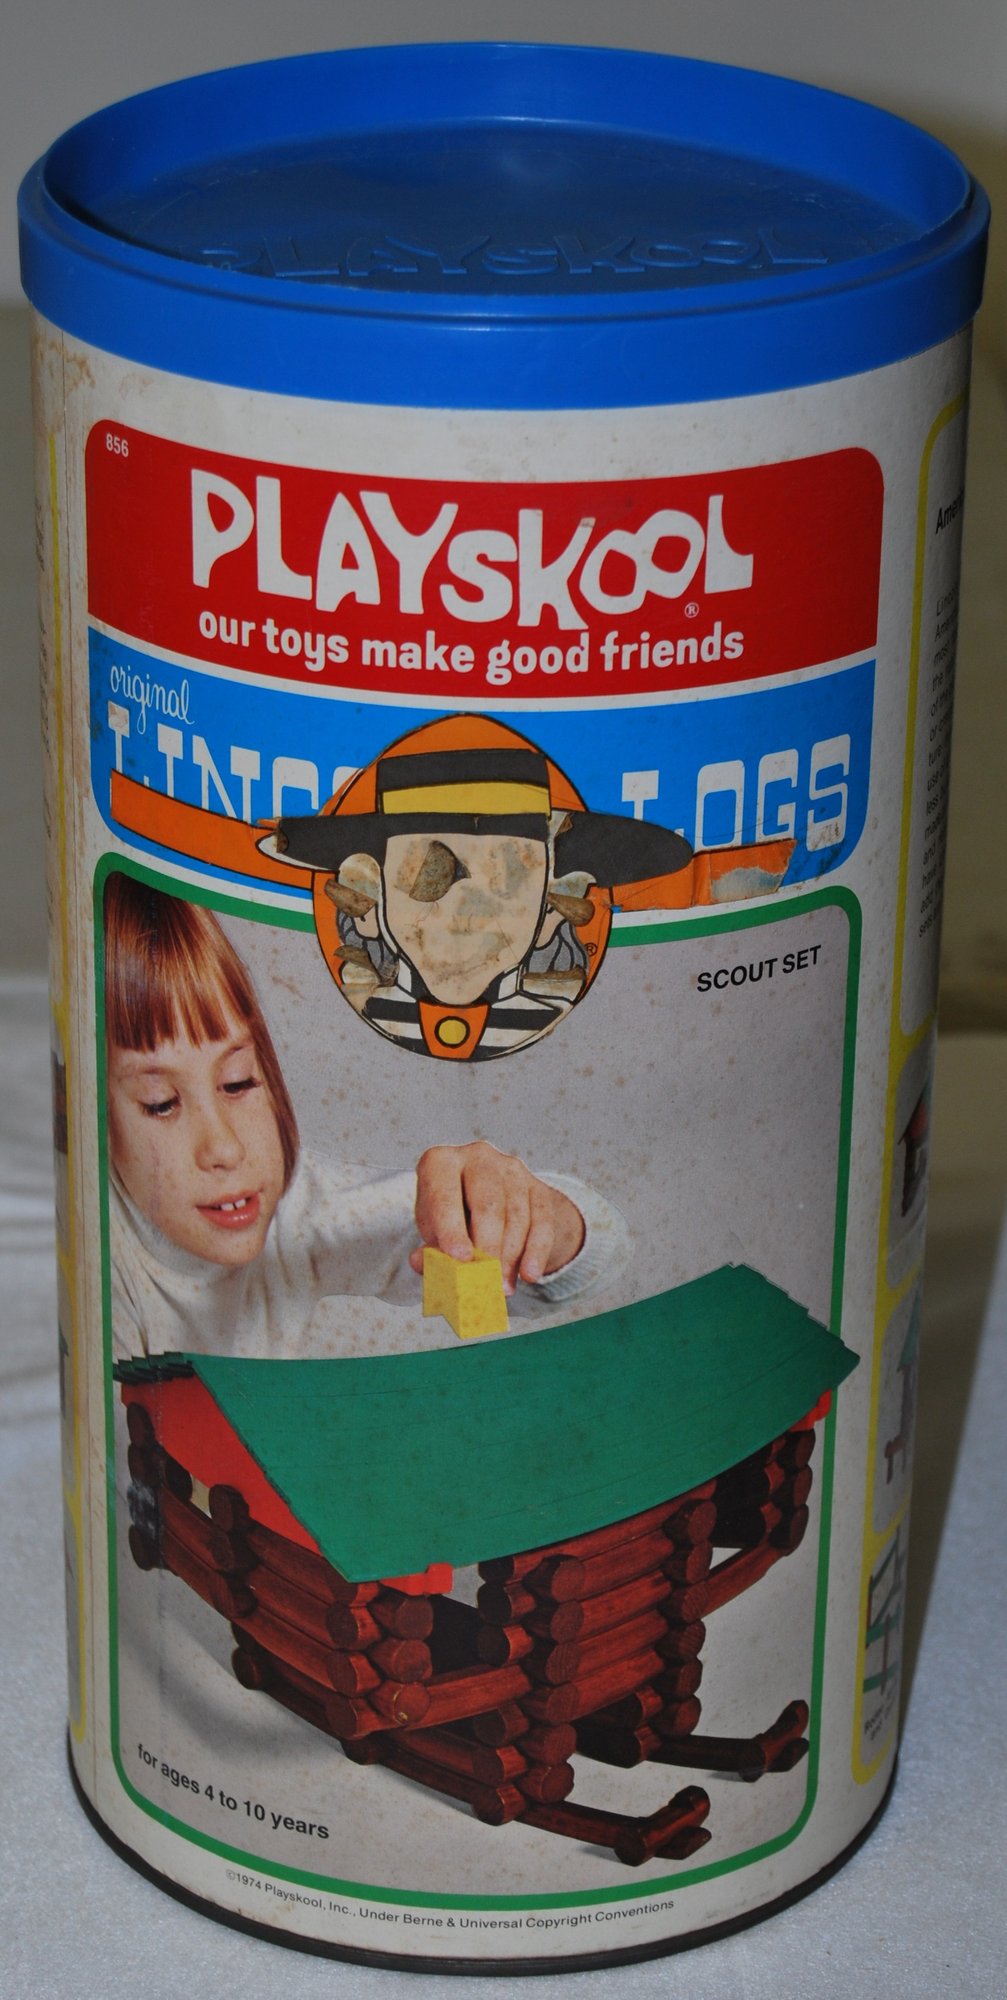 PLAYSKOOL
856
PLAYSKOOL®
our toys make good friends
original
LOGS
®
SCOUT SET
for ages 4 to 10 years
©1974 Playskool, Inc., Under Berne & Universal Copyright Conventions